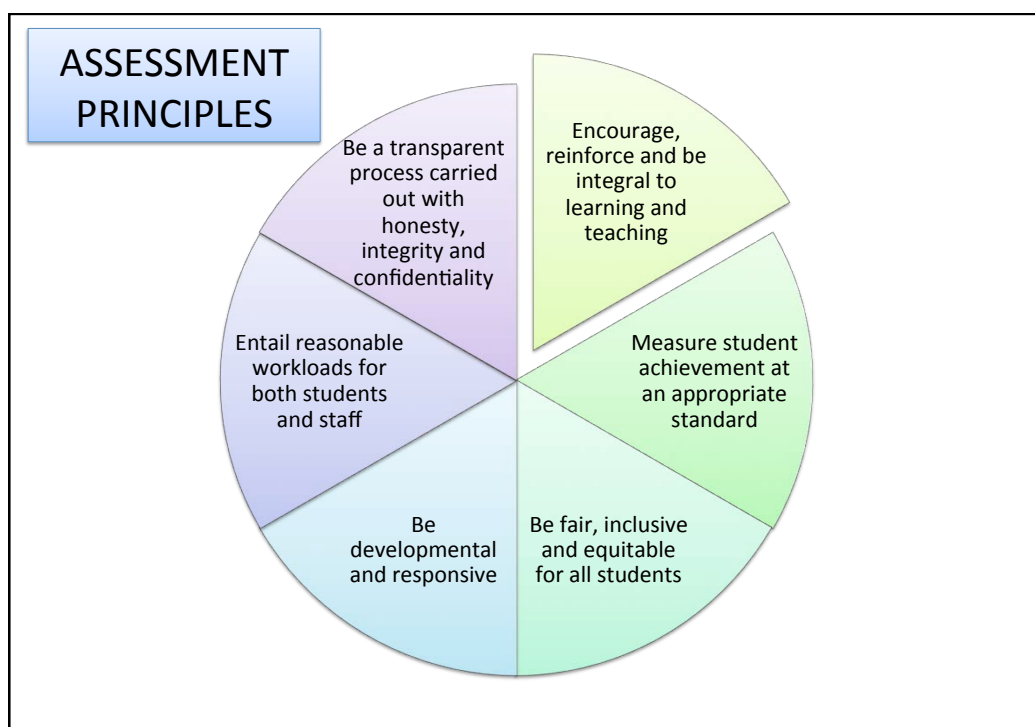 ASSESSMENT
PRINCIPLES
Encourage,
reinforce and be
integral to
learning and
teaching
Measure student
achievement at
an appropriate
standard
Be fair, inclusive
and equitable
for all students
Be
developmental
and responsive
Entail reasonable
workloads for
both students
and staff
Be a transparent
process carried
out with
honesty,
integrity and
confidentiality